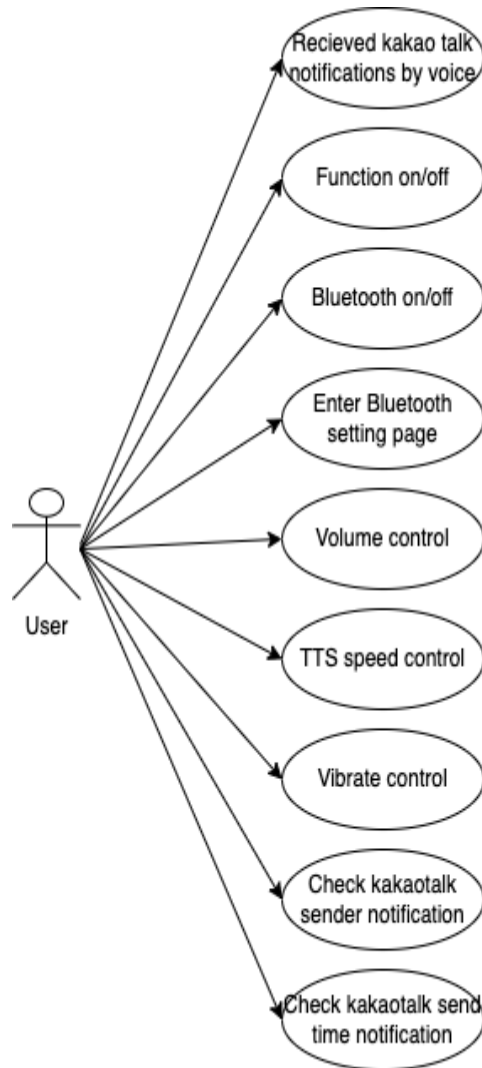 Recieved kakao talk
notifications by voice
Function on/off
Bluetooth on/off
Enter Bluetooth
setting page
Volume control
User
TTS speed control
Vibrate control
Check kakaotalk
sender notification
Check kakaotalk send
time notification